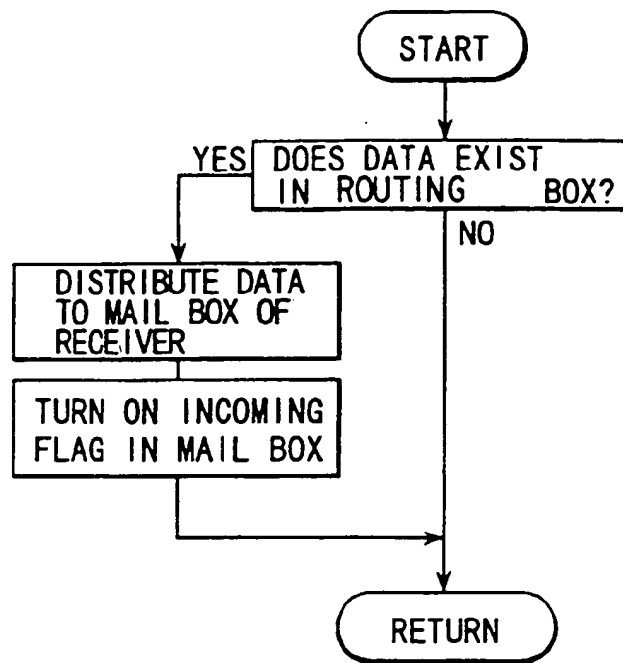 START
YES
DOES DATA EXIST
IN ROUTING BOX?
NO
DISTRIBUTE DATA
TO MAIL BOX OF
RECEIVER
TURN ON INCOMING
FLAG IN MAIL BOX
RETURN